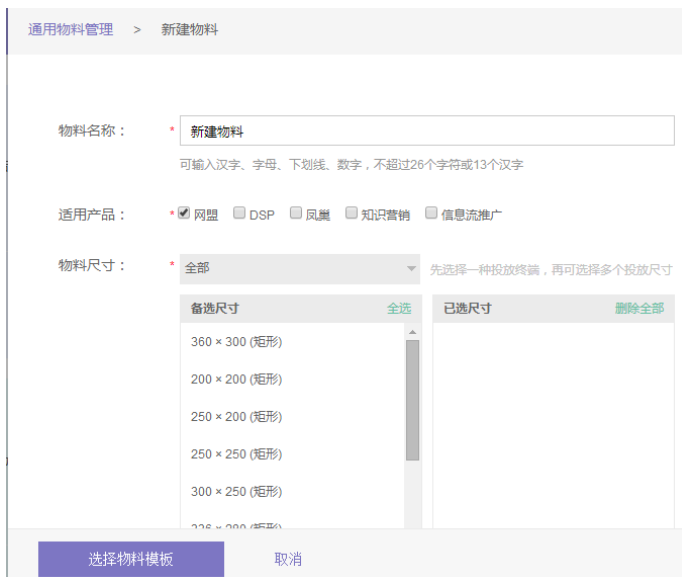 通用物料管理 > 新建物料
物料名称： * 新建物料
可输入汉字、字母、下划线、数字，不超过26个字符或13个汉字
适用产品： * 网盟 DSP 凤巢 知识营销 信息流推广
物料尺寸： * 全部 先选择一种投放终端，再可选择多个投放尺寸
备选尺寸 全选 已选尺寸 删除全部
360 × 300 (矩形)
200 × 200 (矩形)
250 × 200 (矩形)
250 × 250 (矩形)
300 × 250 (矩形)
336 × 280 (矩形)
选择物料模板 取消